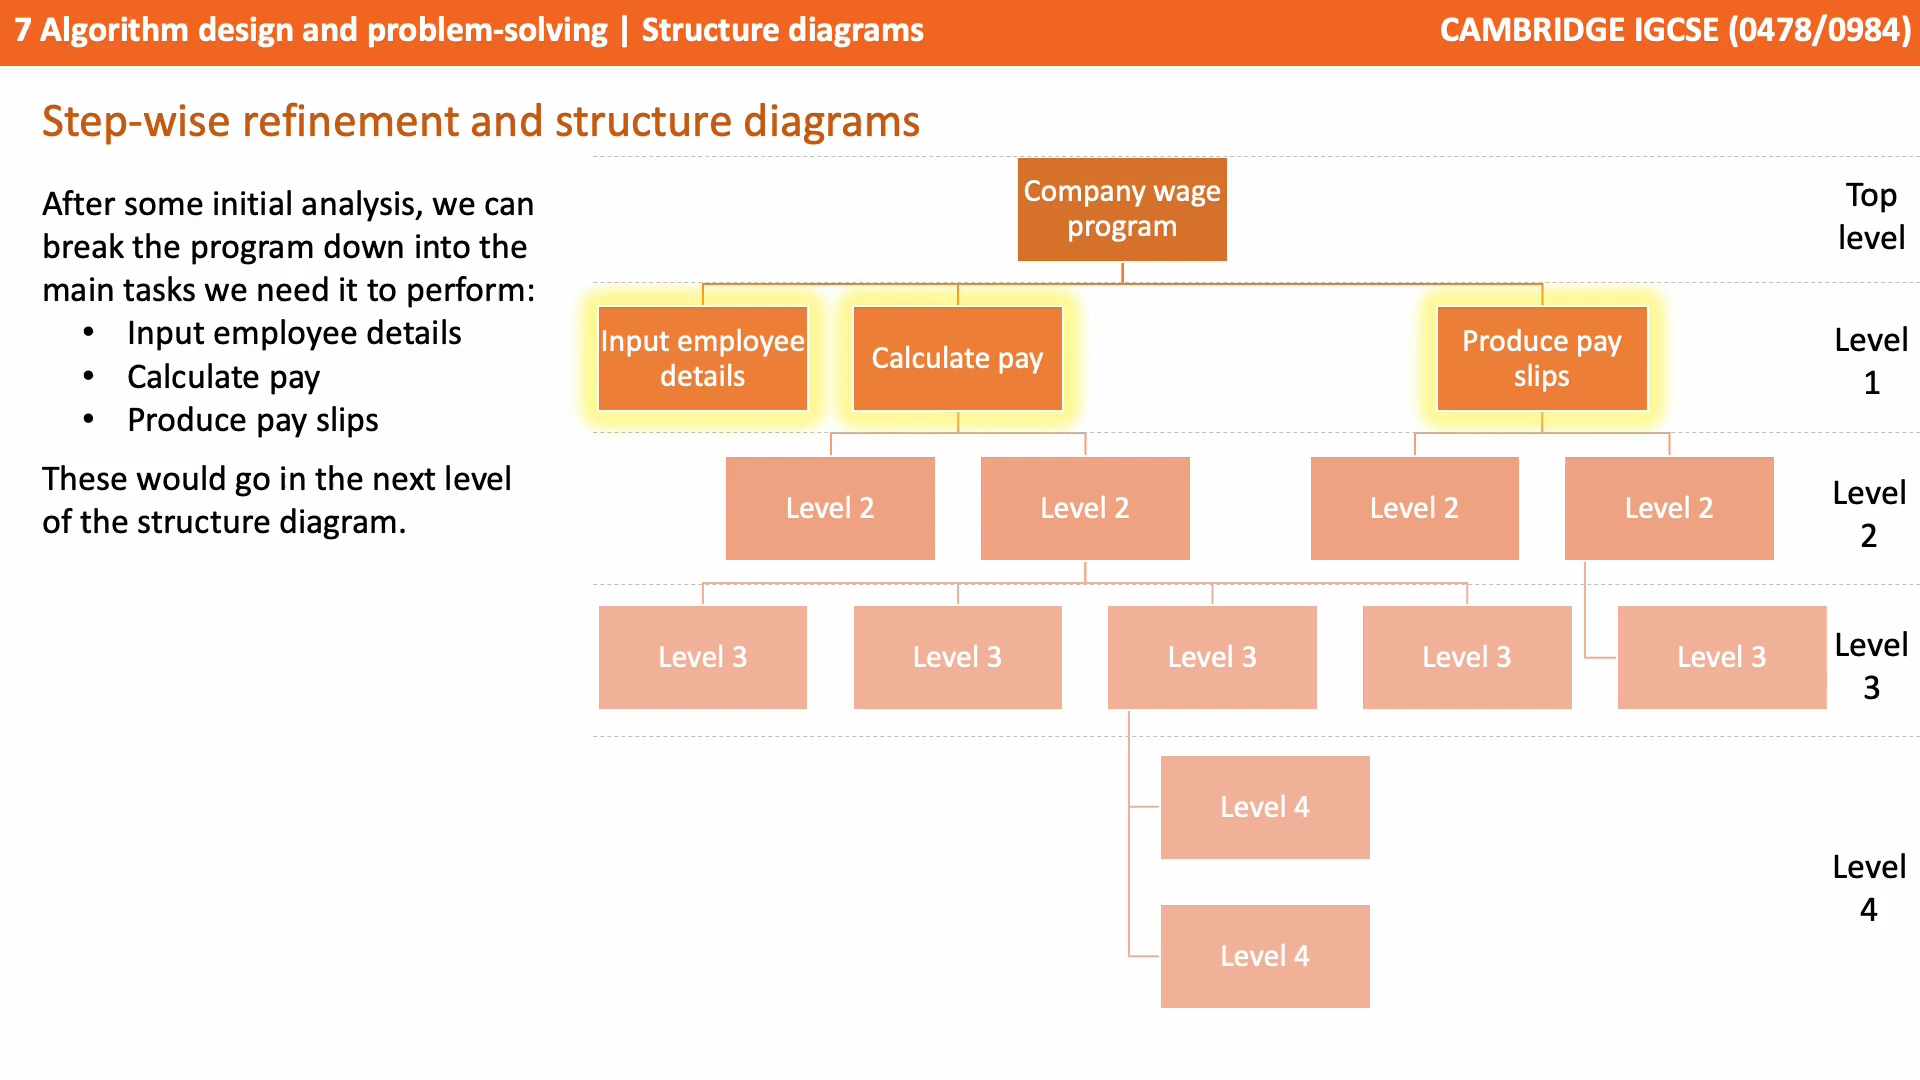 7 Algorithm design and problem-solving | Structure diagrams
CAMBRIDGE IGCSE (0478/0984)
Step-wise refinement and structure diagrams
After some initial analysis, we can
break the program down into the
main tasks we need it to perform:
• Input employee details
• Calculate pay
• Produce pay slips
These would go in the next level
of the structure diagram.
Company wage
program
Top
level
Input employee
details
Calculate pay
Produce pay
slips
Level
1
Level 2
Level 2
Level 2
Level 2
Level
2
Level 3
Level 3
Level 3
Level 3
Level 3
Level
3
Level 4
Level 4
Level
4